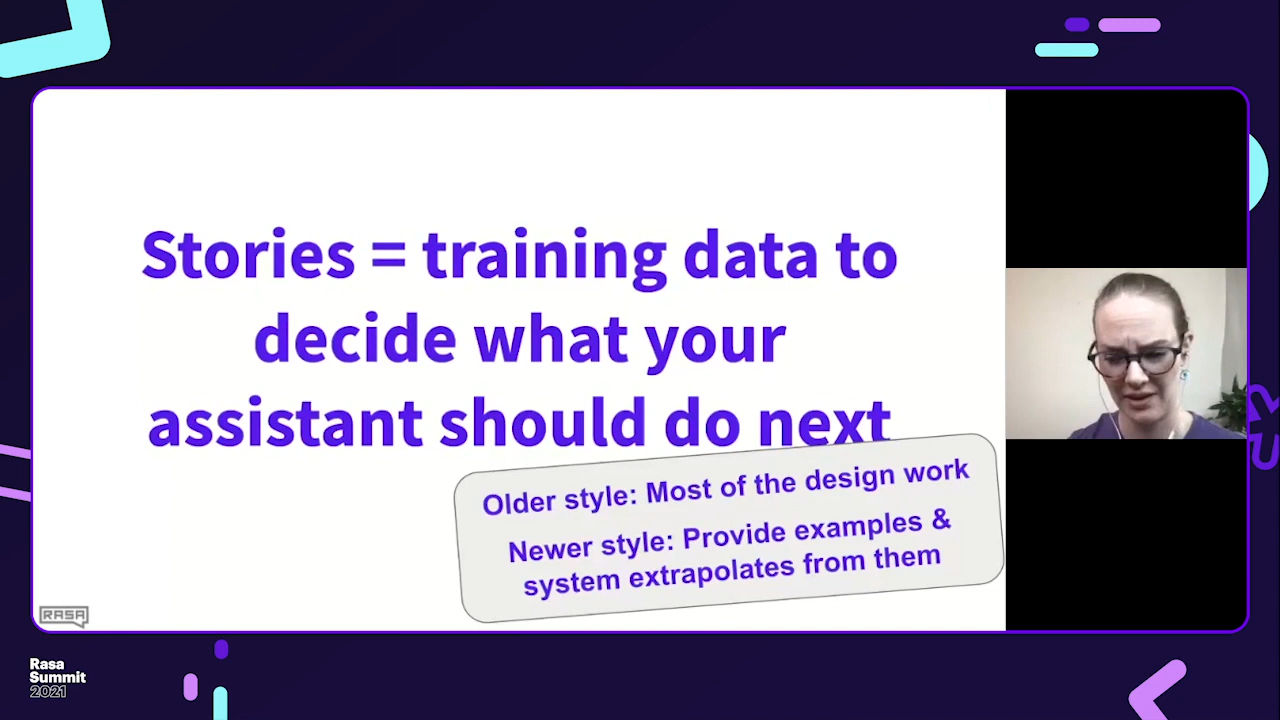 Stories = training data to
decide what your
assistant should do next
Older style: Most of the design work
Newer style: Provide examples &
system extrapolates from them
RASA
Rasa
Summit
2021